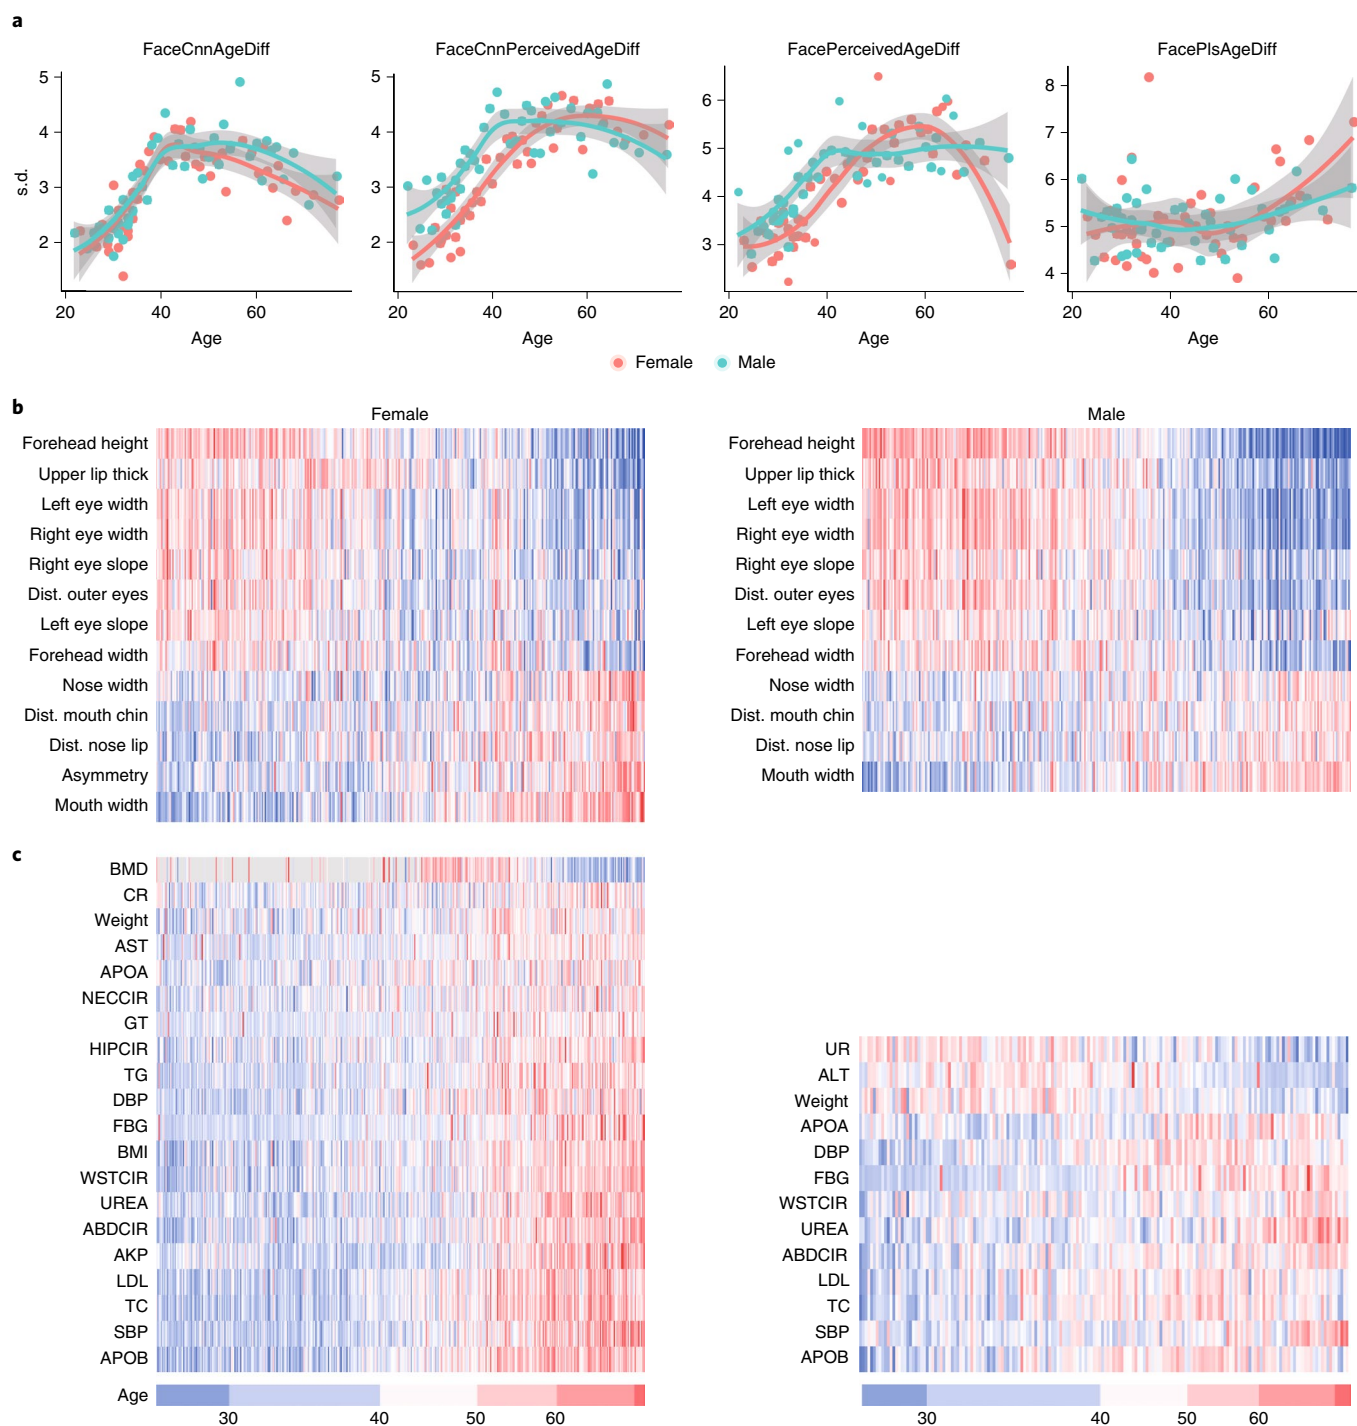 a
FaceCnnAgeDiff FaceCnnPerceivedAgeDiff FacePerceivedAgeDiff FacePlsAgeDiff
s.d.
5
4
3
2
20 40 60
Age
5
4
3
2
20 40 60
Age
6
5
4
3
20 40 60
Age
8
7
6
5
4
20 40 60
Age
Female Male
b
Female
Forehead height
Upper lip thick
Left eye width
Right eye width
Right eye slope
Dist. outer eyes
Left eye slope
Forehead width
Nose width
Dist. mouth chin
Dist. nose lip
Asymmetry
Mouth width
Male
Forehead height
Upper lip thick
Left eye width
Right eye width
Right eye slope
Dist. outer eyes
Left eye slope
Forehead width
Nose width
Dist. mouth chin
Dist. nose lip
Mouth width
c
BMD
CR
Weight
AST
APOA
NECCIR
GT
HIPCIR
TG
DBP
FBG
BMI
WSTCIR
UREA
ABDCIR
AKP
LDL
TC
SBP
APOB
Age
30 40 50 60
UR
ALT
Weight
APOA
DBP
FBG
WSTCIR
UREA
ABDCIR
LDL
TC
SBP
APOB
30 40 50 60